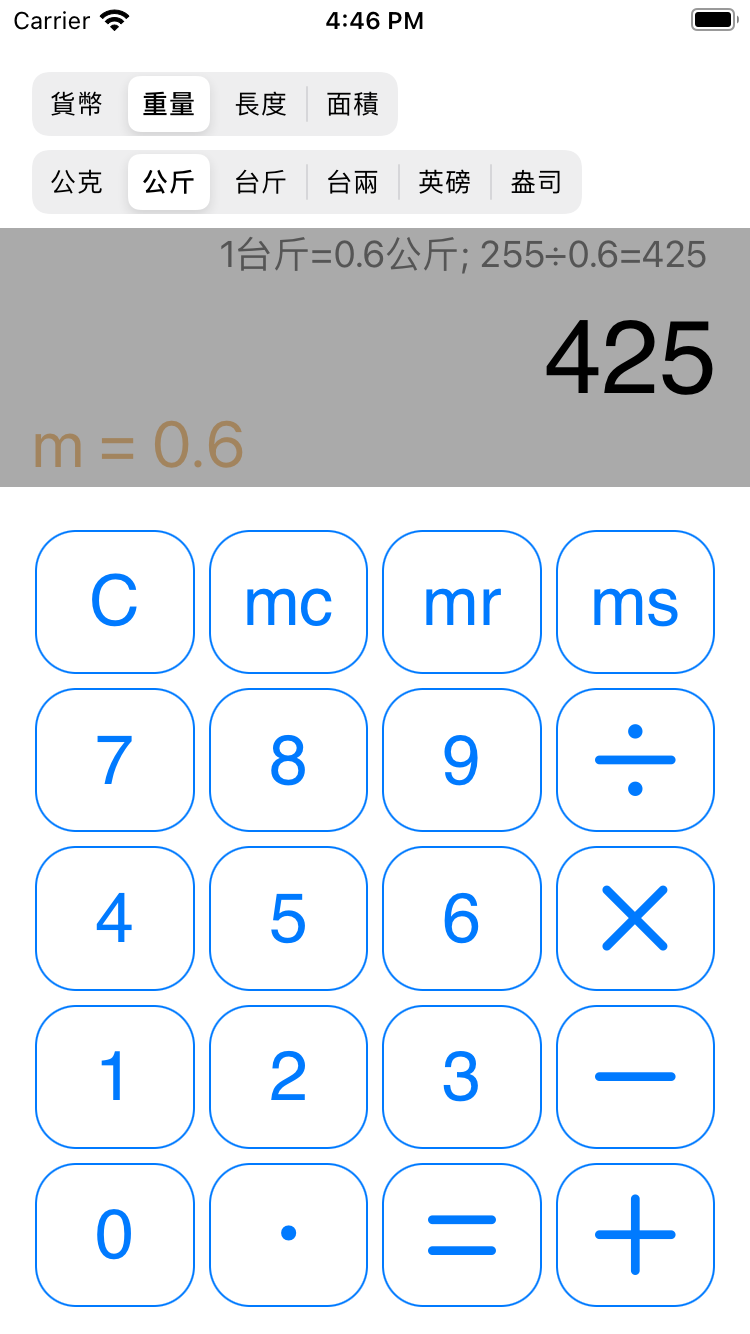 Carrier 4:46 PM
貨幣 重量 長度 面積
公克 公斤 台斤 台兩 英磅 盎司
1台斤=0.6公斤; 255÷0.6=425
425
m = 0.6
C mc mr ms
7 8 9 ÷
4 5 6 ×
1 2 3 −
0 . = +